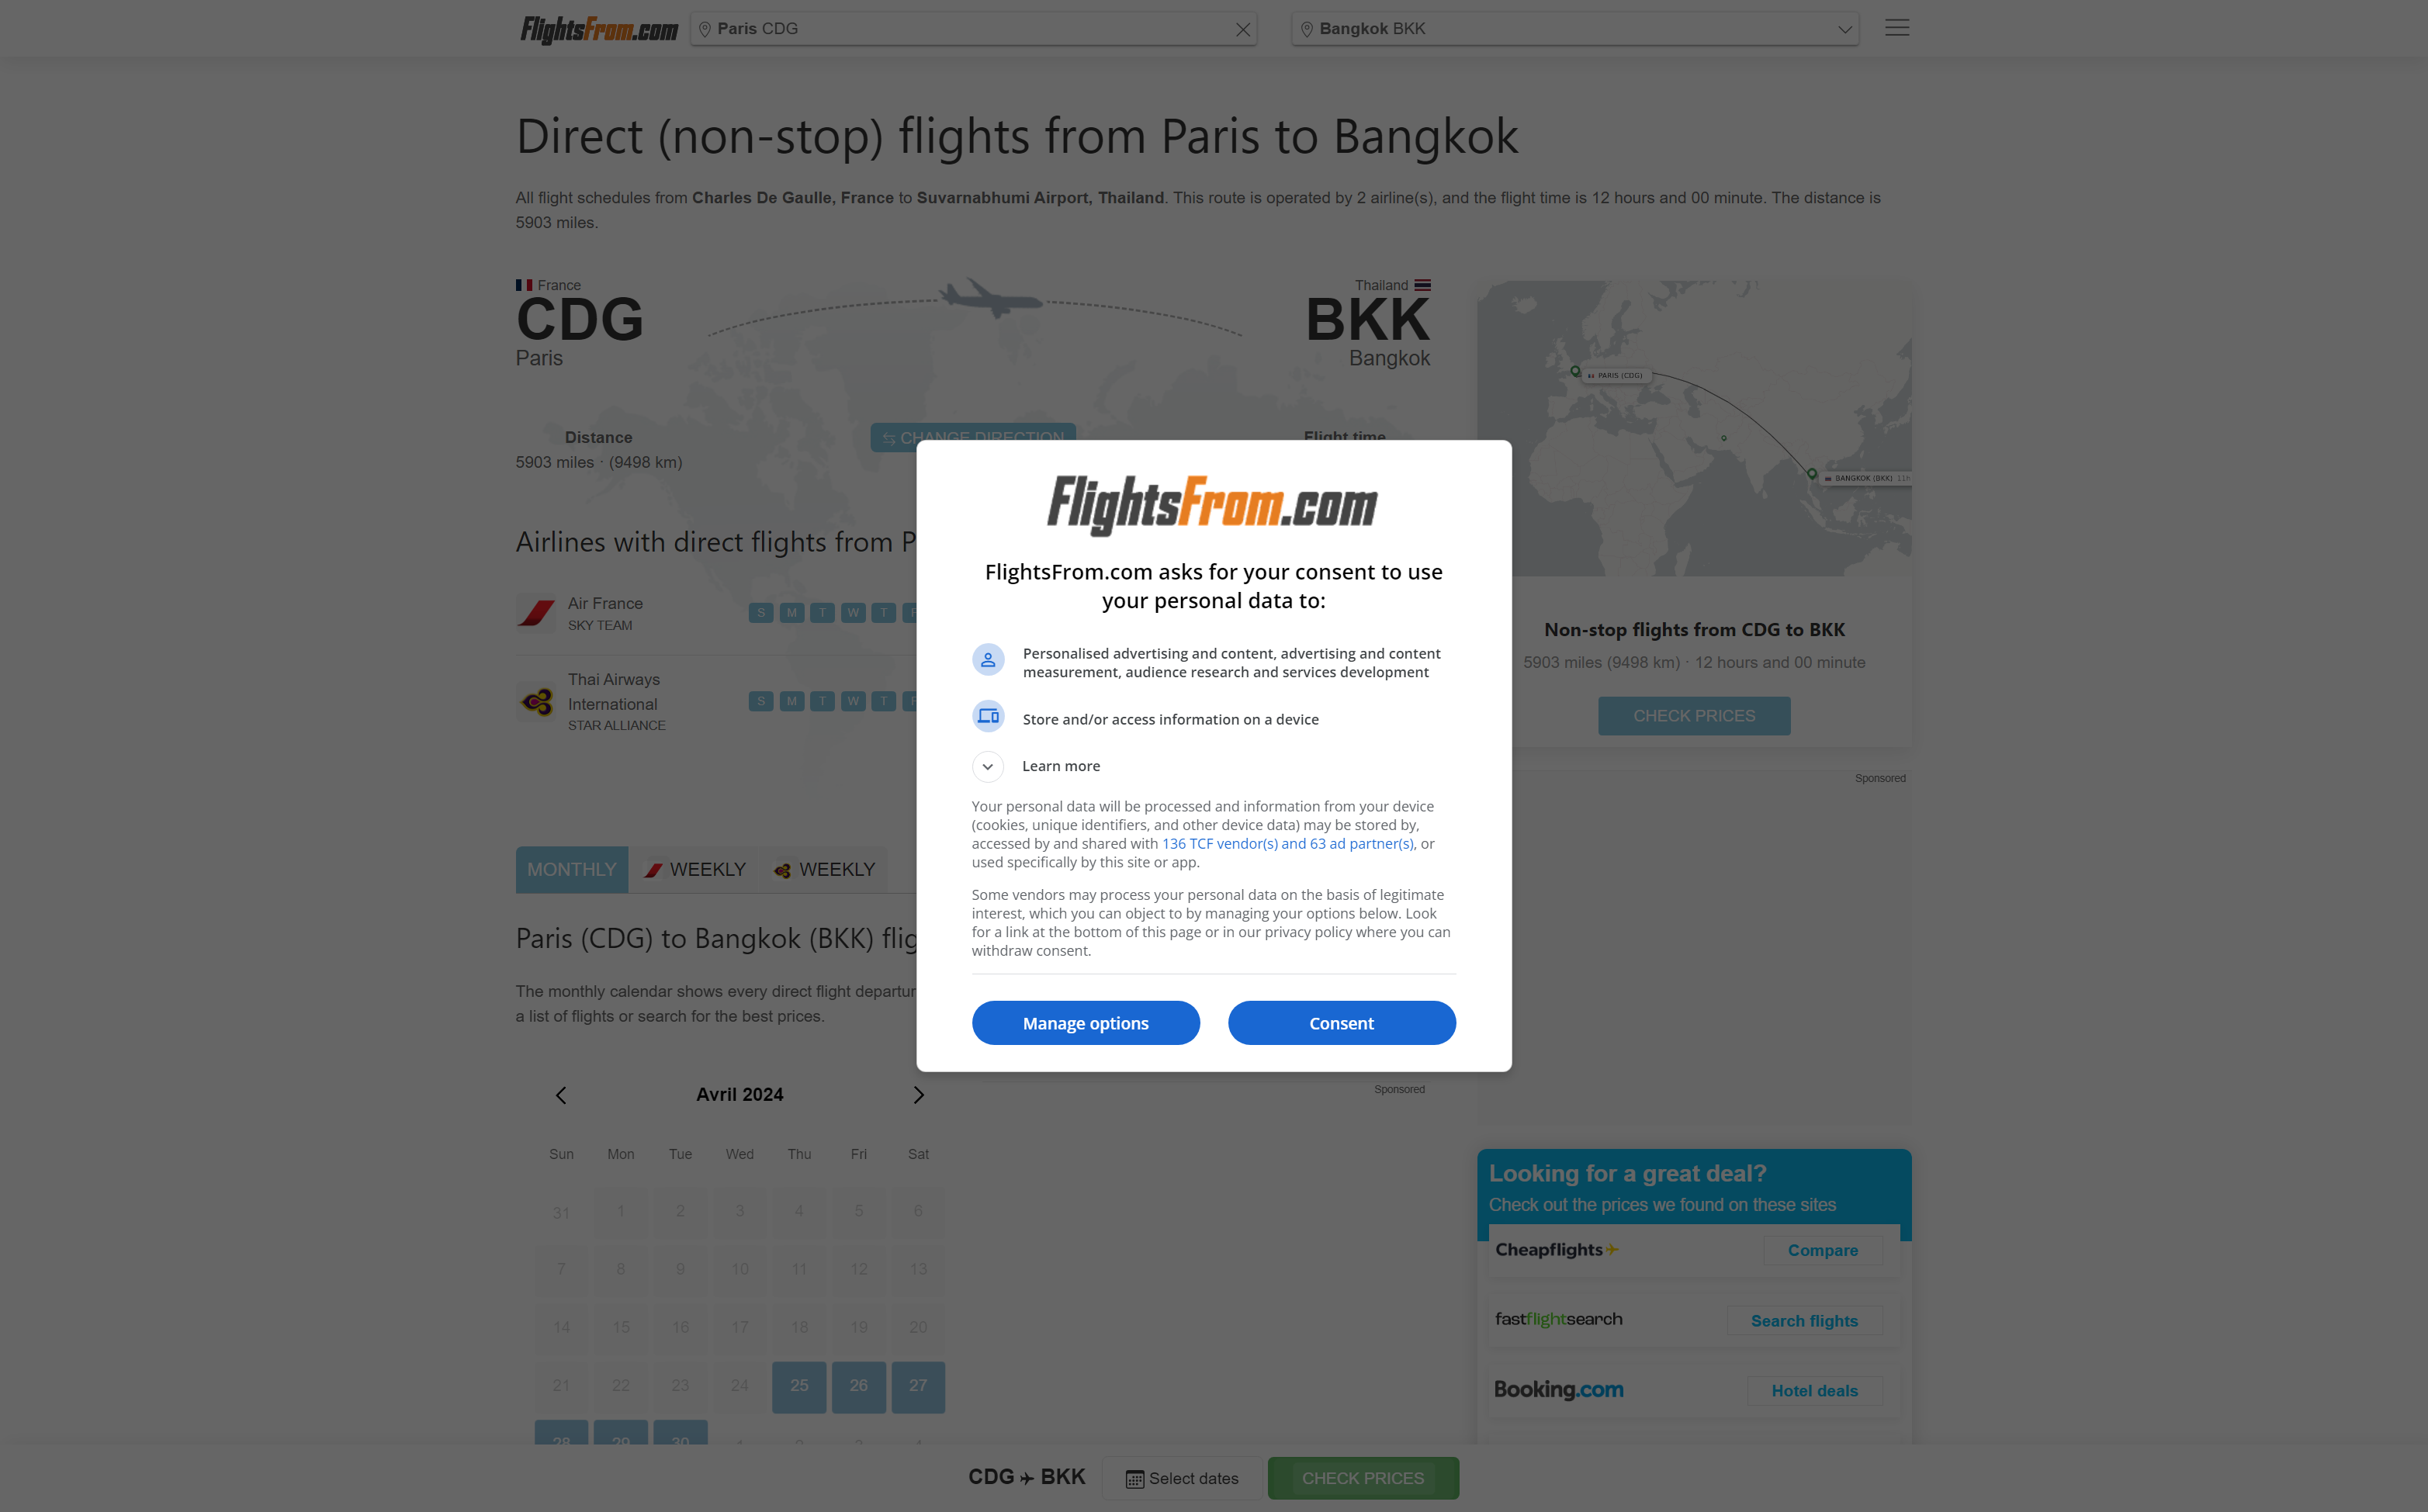 FlightsFrom.com
Paris CDG
Bangkok BKK
Direct (non-stop) flights from Paris to Bangkok
All flight schedules from Charles De Gaulle, France to Suvarnabhumi Airport, Thailand. This route is operated by 2 airline(s), and the flight time is 12 hours and 00 minute. The distance is
5903 miles.
France
CDG
Paris
Thailand
BKK
Bangkok
PARIS (CDG)
BANGKOK (BKK)
Distance
5903 miles · (9498 km)
CHANGE DIRECTION
Flight time
Airlines with direct flights from P
Air France
SKY TEAM
S M T W T F
Thai Airways
International
STAR ALLIANCE
S M T W T F
FlightsFrom.com
FlightsFrom.com asks for your consent to use
your personal data to:
Personalised advertising and content, advertising and content
measurement, audience research and services development
Store and/or access information on a device
Learn more
Your personal data will be processed and information from your device
(cookies, unique identifiers, and other device data) may be stored by,
accessed by and shared with 136 TCF vendor(s) and 63 ad partner(s), or
used specifically by this site or app.
Some vendors may process your personal data on the basis of legitimate
interest, which you can object to by managing your options below. Look
for a link at the bottom of this page or in our privacy policy where you can
withdraw consent.
Manage options
Consent
Non-stop flights from CDG to BKK
5903 miles (9498 km) · 12 hours and 00 minute
CHECK PRICES
Sponsored
MONTHLY
WEEKLY
WEEKLY
Paris (CDG) to Bangkok (BKK) flig
The monthly calendar shows every direct flight departur
a list of flights or search for the best prices.
Avril 2024
Sun Mon Tue Wed Thu Fri Sat
31 1 2 3 4 5 6
7 8 9 10 11 12 13
14 15 16 17 18 19 20
21 22 23 24 25 26 27
28 29 30 1 2 3 4
Sponsored
Looking for a great deal?
Check out the prices we found on these sites
Cheapflights
Compare
fastflightsearch
Search flights
Booking.com
Hotel deals
CDG BKK
Select dates
CHECK PRICES